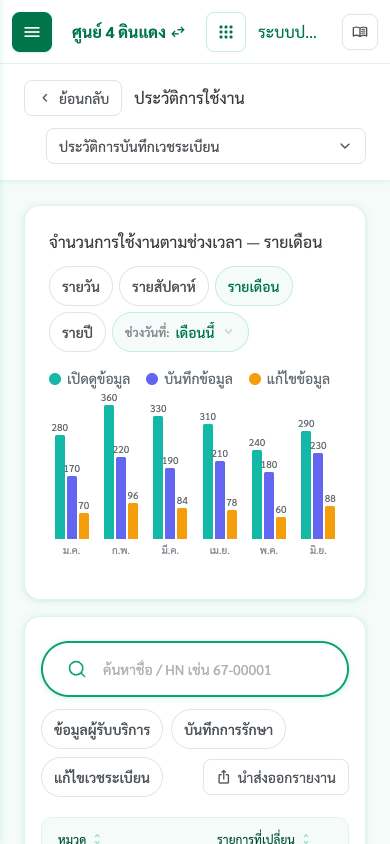 ศูนย์ 4 ดินแดง
ระบบป...
ย้อนกลับ ประวัติการใช้งาน
ประวัติการบันทึกเวชระเบียน
จำนวนการใช้งานตามช่วงเวลา — รายเดือน
รายวัน รายสัปดาห์ รายเดือน
รายปี ช่วงวันที่: เดือนนี้
เปิดดูข้อมูล บันทึกข้อมูล แก้ไขข้อมูล
280 170 70 360 220 96 330 190 84 310 210 78 240 180 60 290 230 88
ม.ค. ก.พ. มี.ค. เม.ย. พ.ค. มิ.ย.
ค้นหาชื่อ / HN เช่น 67-00001
ข้อมูลผู้รับบริการ บันทึกการรักษา
แก้ไขเวชระเบียน นำส่งออกรายงาน
หมวด รายการที่เปลี่ยน